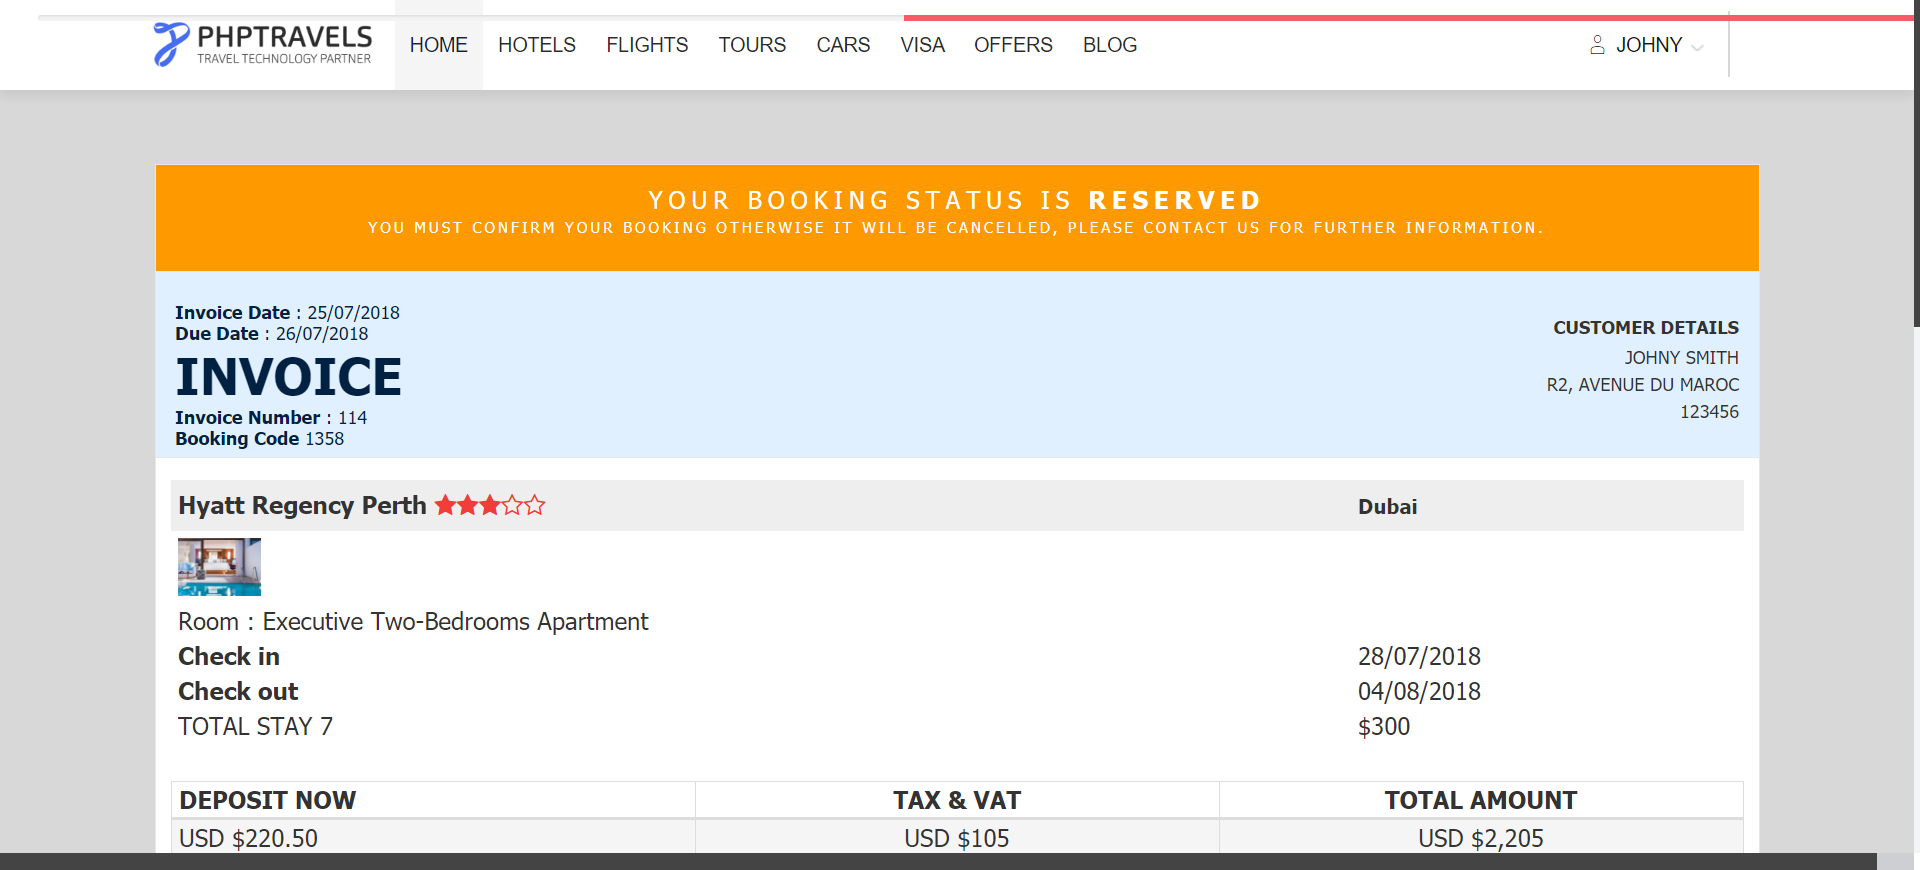 PHPTRAVELS
TRAVEL TECHNOLOGY PARTNER
HOME HOTELS FLIGHTS TOURS CARS VISA OFFERS BLOG JOHNY
YOUR BOOKING STATUS IS RESERVED
YOU MUST CONFIRM YOUR BOOKING OTHERWISE IT WILL BE CANCELLED, PLEASE CONTACT US FOR FURTHER INFORMATION.
Invoice Date : 25/07/2018
Due Date : 26/07/2018
INVOICE
Invoice Number : 114
Booking Code 1358
CUSTOMER DETAILS
JOHNY SMITH
R2, AVENUE DU MAROC
123456
Hyatt Regency Perth Dubai
Room : Executive Two-Bedrooms Apartment
Check in 28/07/2018
Check out 04/08/2018
TOTAL STAY 7 $300
DEPOSIT NOW TAX & VAT TOTAL AMOUNT
USD $220.50 USD $105 USD $2,205